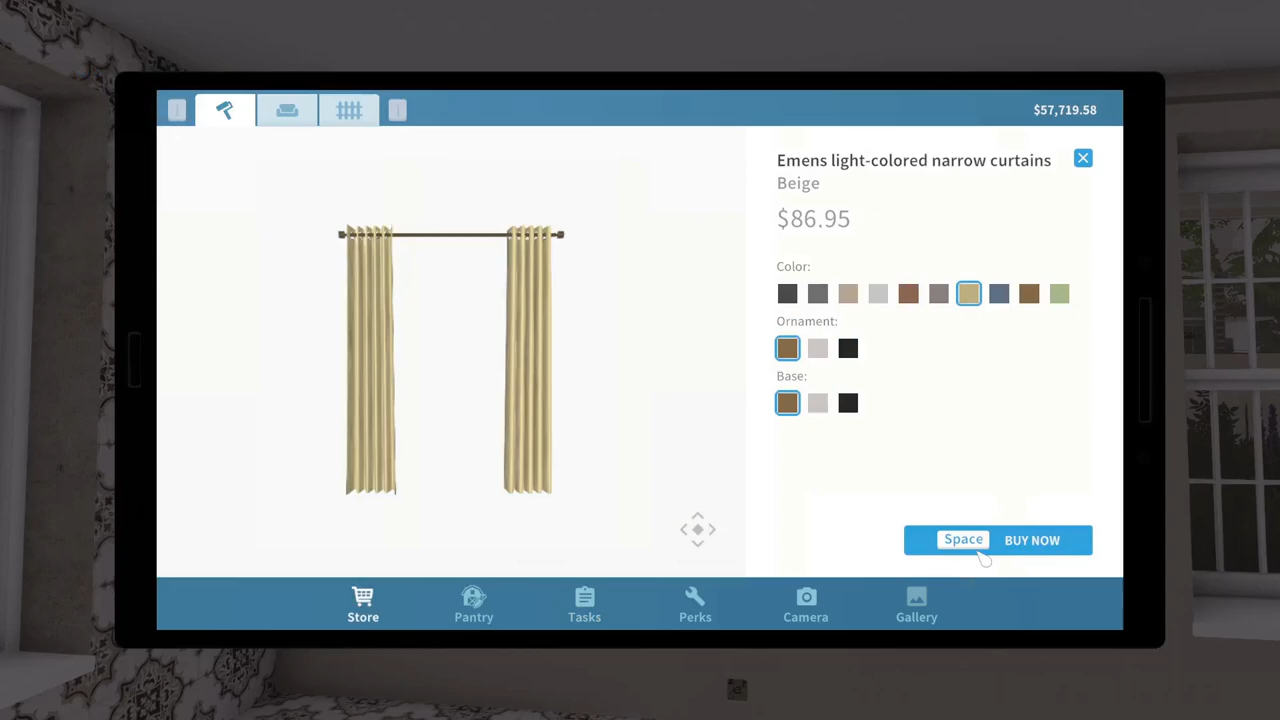 $57,719.58
Emens light-colored narrow curtains
Beige
$86.95
Color:
Ornament:
Base:
Space BUY NOW
Store Pantry Tasks Perks Camera Gallery